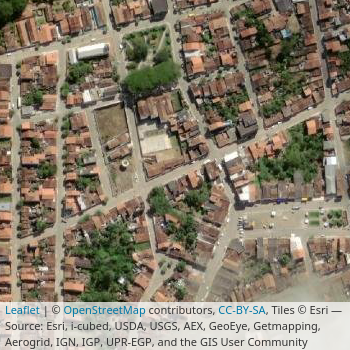 Leaflet | © OpenStreetMap contributors, CC-BY-SA, Tiles © Esri —
Source: Esri, i-cubed, USDA, USGS, AEX, GeoEye, Getmapping,
Aerogrid, IGN, IGP, UPR-EGP, and the GIS User Community